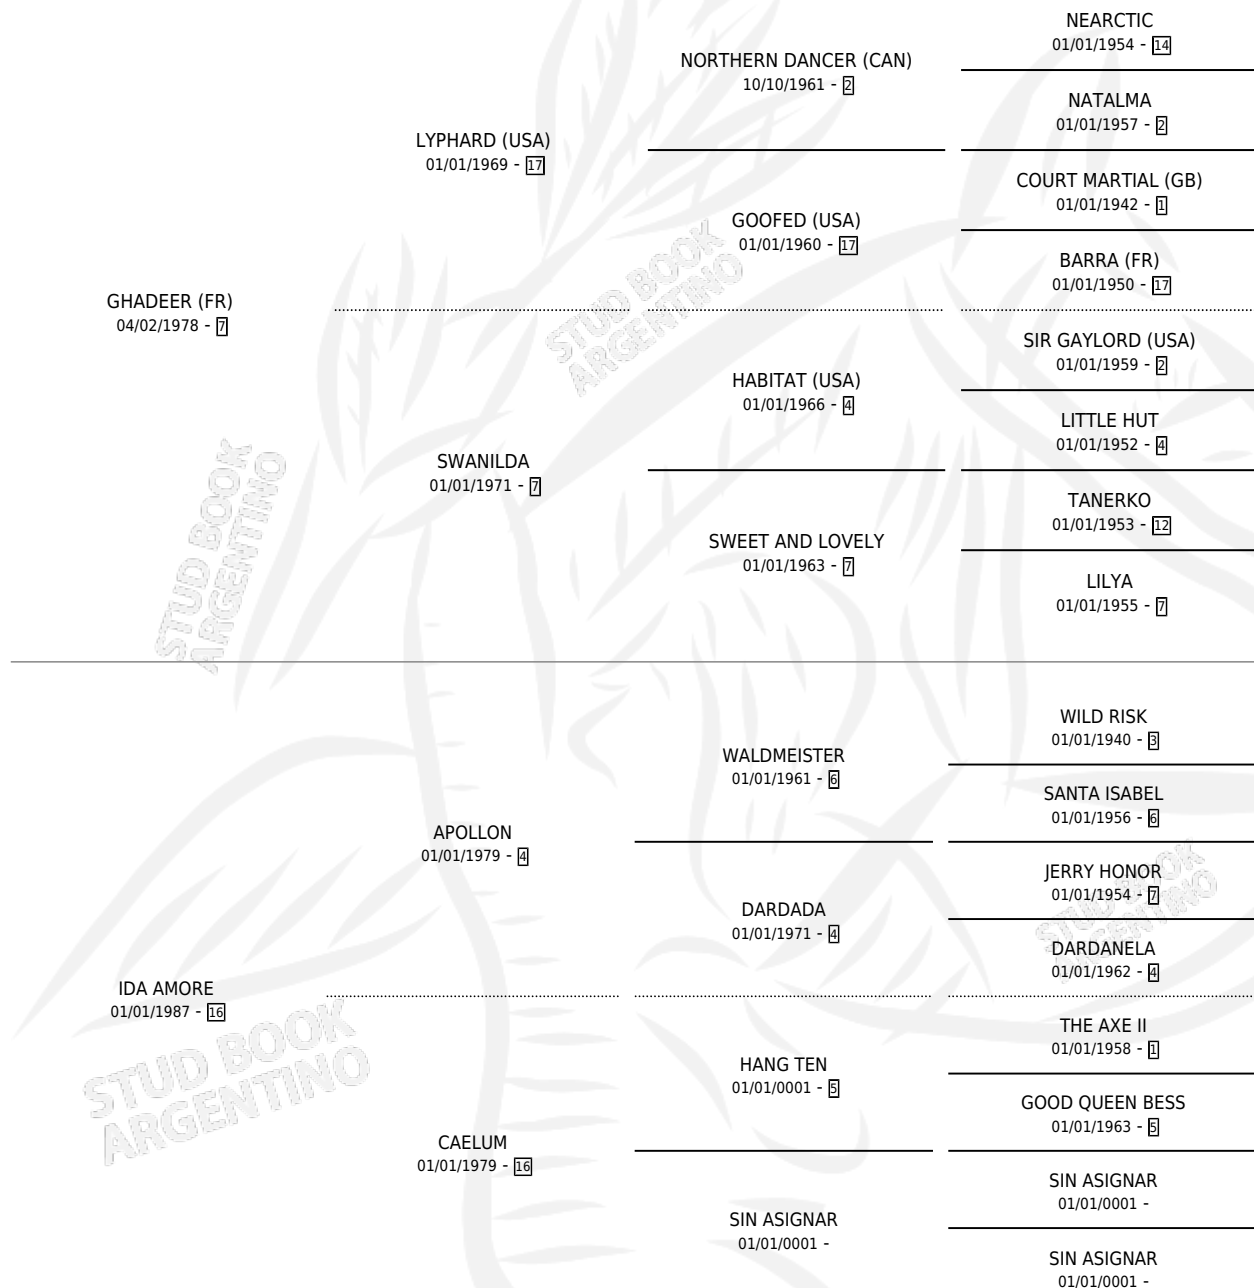 NEARCTIC
01/01/1954 - 14
NORTHERN DANCER (CAN)
10/10/1961 - 2
NATALMA
01/01/1957 - 2
LYPHARD (USA)
01/01/1969 - 17
COURT MARTIAL (GB)
01/01/1942 - 1
GOOFED (USA)
01/01/1960 - 17
BARRA (FR)
01/01/1950 - 17
GHADEER (FR)
04/02/1978 - 7
SIR GAYLORD (USA)
01/01/1959 - 2
HABITAT (USA)
01/01/1966 - 4
LITTLE HUT
01/01/1952 - 4
SWANILDA
01/01/1971 - 7
TANERKO
01/01/1953 - 12
SWEET AND LOVELY
01/01/1963 - 7
LILYA
01/01/1955 - 7
WILD RISK
01/01/1940 - 3
WALDMEISTER
01/01/1961 - 6
SANTA ISABEL
01/01/1956 - 6
APOLLON
01/01/1979 - 4
JERRY HONOR
01/01/1954 - 7
DARDADA
01/01/1971 - 4
DARDANELA
01/01/1962 - 4
IDA AMORE
01/01/1987 - 16
THE AXE II
01/01/1958 - 1
HANG TEN
01/01/0001 - 5
GOOD QUEEN BESS
01/01/1963 - 5
CAELUM
01/01/1979 - 16
SIN ASIGNAR
01/01/0001 -
SIN ASIGNAR
01/01/0001 -
SIN ASIGNAR
01/01/0001 -
STUD BOOK
ARGENTINO
STUD BOOK
ARGENTINO
STUD BOOK
ARGENTINO
STUD BOOK
ARGENTINO